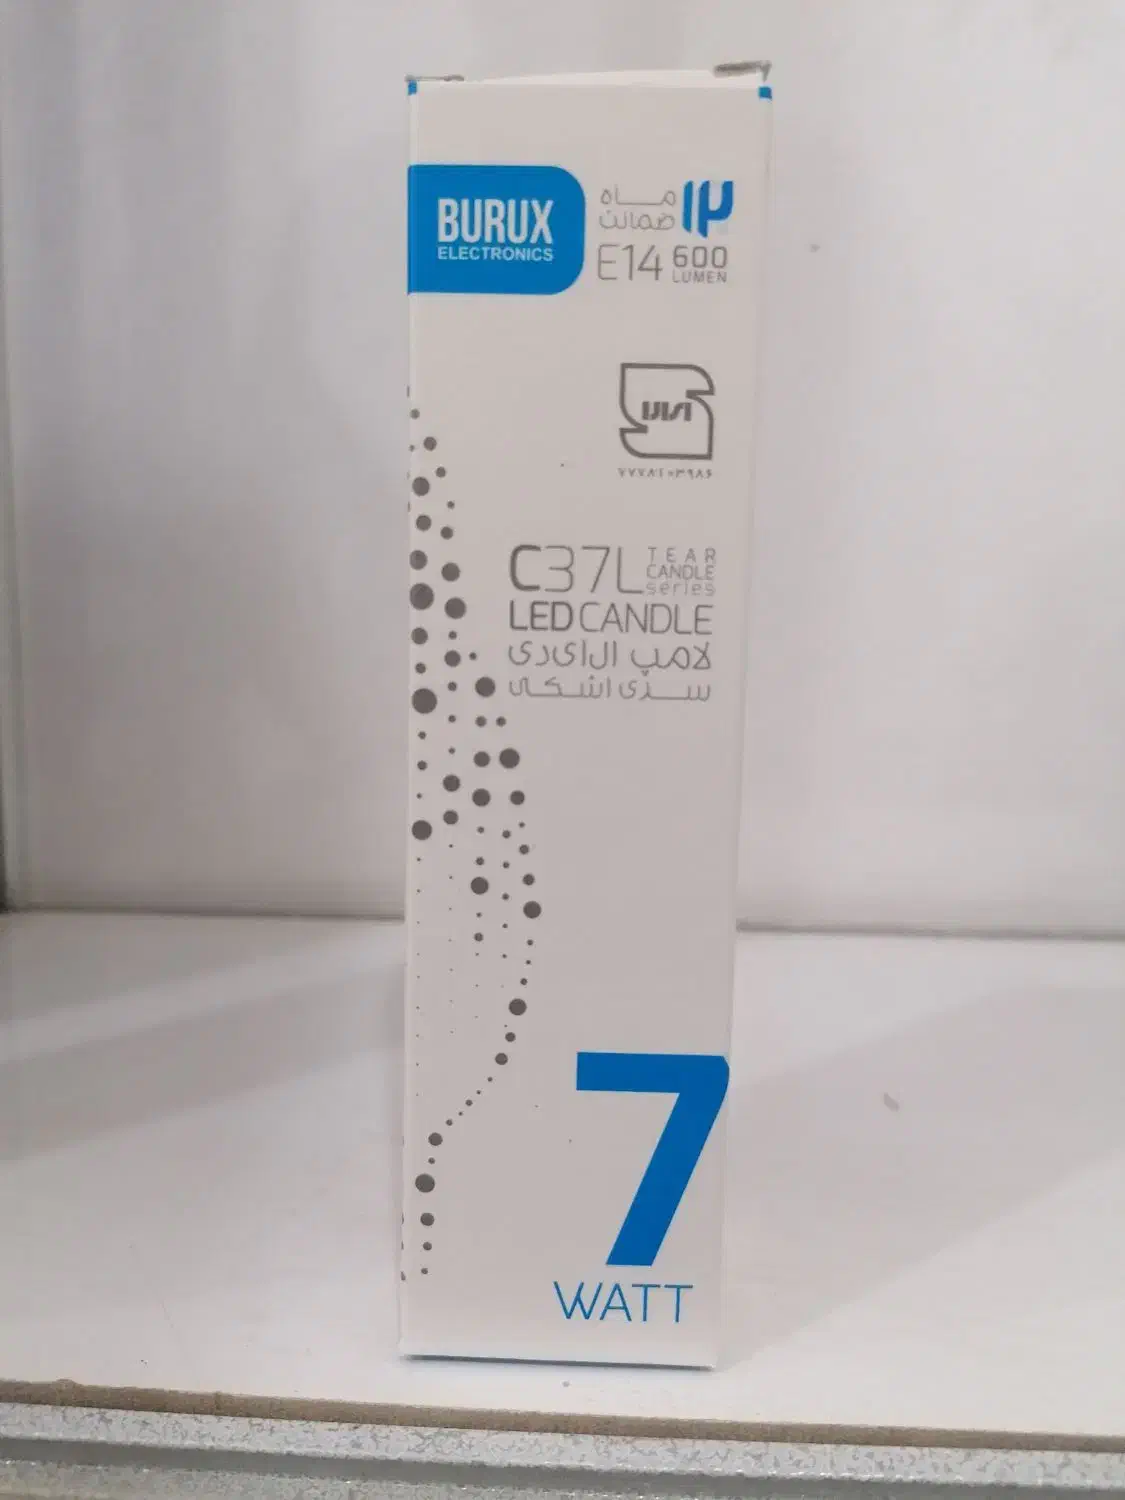 BURUX
ELECTRONICS
۱۲ ماه
ضمانت
E14 600
LUMEN
C37L TEAR
CANDLE
series
LED CANDLE
لامپ ال ای دی
سری اشکی
7
WATT